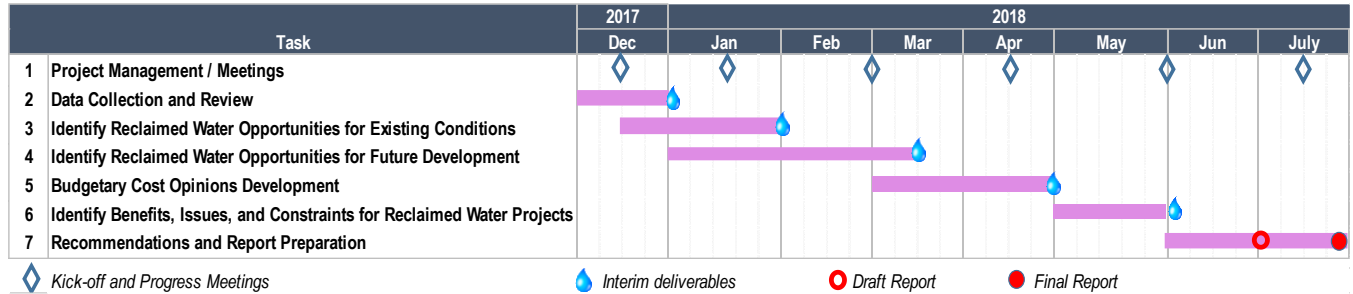 2017 2018
Task Dec Jan Feb Mar Apr May Jun July
1 Project Management / Meetings
2 Data Collection and Review
3 Identify Reclaimed Water Opportunities for Existing Conditions
4 Identify Reclaimed Water Opportunities for Future Development
5 Budgetary Cost Opinions Development
6 Identify Benefits, Issues, and Constraints for Reclaimed Water Projects
7 Recommendations and Report Preparation
Kick-off and Progress Meetings Interim deliverables Draft Report Final Report